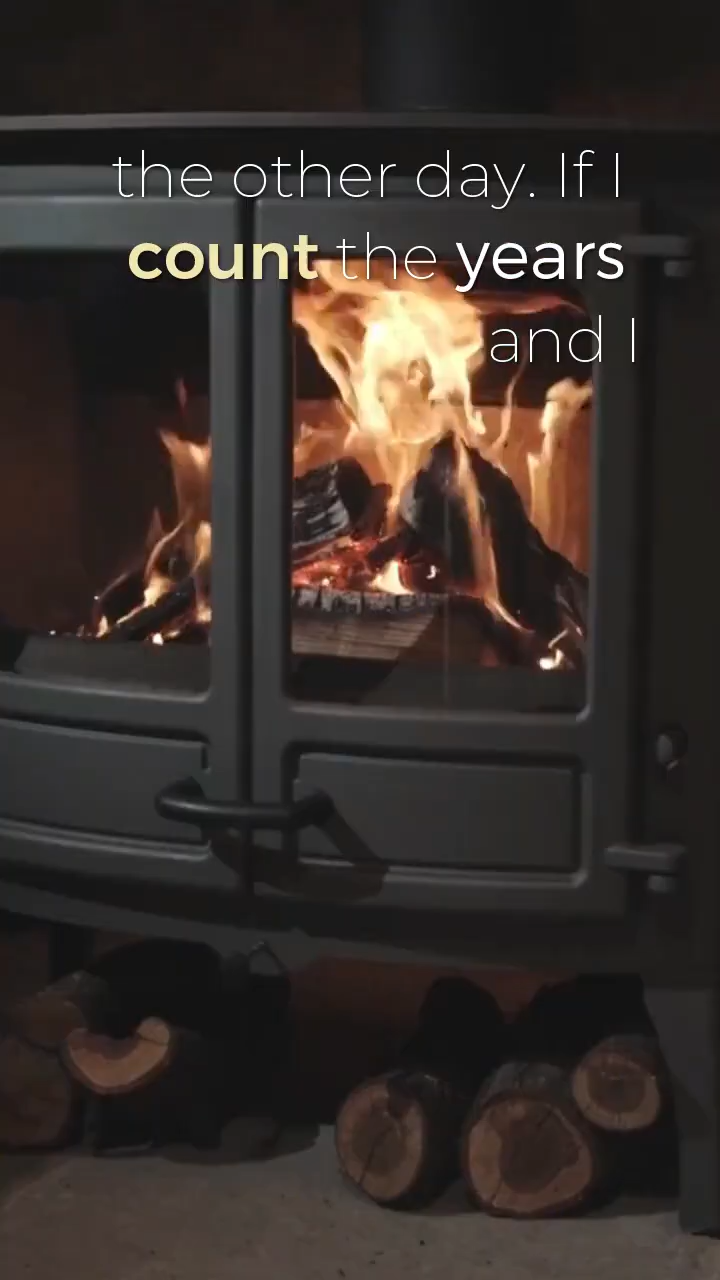 the other day. If I
count the years
and I